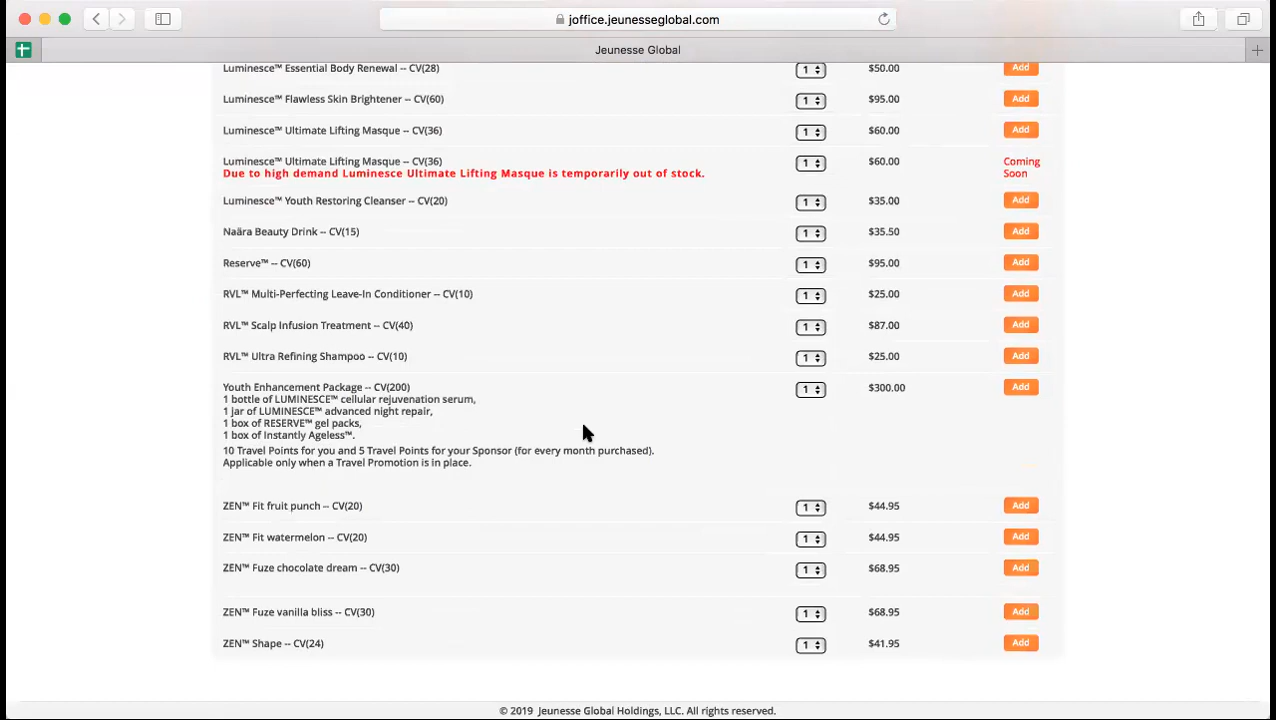 joffice.jeunesseglobal.com
Jeunesse Global
Luminesce™ Essential Body Renewal -- CV(28) 1 $50.00 Add
Luminesce™ Flawless Skin Brightener -- CV(60) 1 $95.00 Add
Luminesce™ Ultimate Lifting Masque -- CV(36) 1 $60.00 Add
Luminesce™ Ultimate Lifting Masque -- CV(36) 1 $60.00 Coming
Due to high demand Luminesce Ultimate Lifting Masque is temporarily out of stock. Soon
Luminesce™ Youth Restoring Cleanser -- CV(20) 1 $35.00 Add
Naära Beauty Drink -- CV(15) 1 $35.50 Add
Reserve™ -- CV(60) 1 $95.00 Add
RVL™ Multi-Perfecting Leave-In Conditioner -- CV(10) 1 $25.00 Add
RVL™ Scalp Infusion Treatment -- CV(40) 1 $87.00 Add
RVL™ Ultra Refining Shampoo -- CV(10) 1 $25.00 Add
Youth Enhancement Package -- CV(200) 1 $300.00 Add
1 bottle of LUMINESCE™ cellular rejuvenation serum,
1 jar of LUMINESCE™ advanced night repair,
1 box of RESERVE™ gel packs,
1 box of Instantly Ageless™.
10 Travel Points for you and 5 Travel Points for your Sponsor (for every month purchased).
Applicable only when a Travel Promotion is in place.
ZEN™ Fit fruit punch -- CV(20) 1 $44.95 Add
ZEN™ Fit watermelon -- CV(20) 1 $44.95 Add
ZEN™ Fuze chocolate dream -- CV(30) 1 $68.95 Add
ZEN™ Fuze vanilla bliss -- CV(30) 1 $68.95 Add
ZEN™ Shape -- CV(24) 1 $41.95 Add
© 2019 Jeunesse Global Holdings, LLC. All rights reserved.